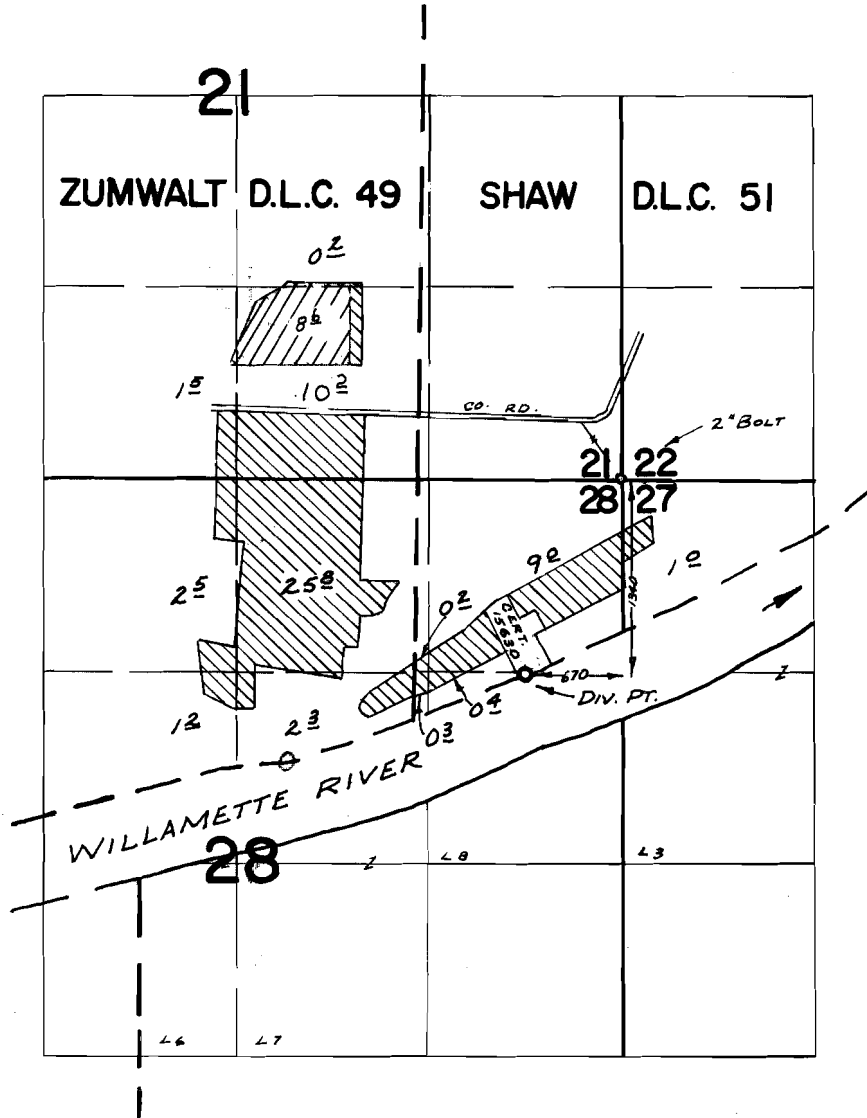 21
ZUMWALT D.L.C. 49 SHAW D.L.C. 51
0 2
8 6
1 5 10 2
CO. RD.
2" BOLT
21 22
28 27
9 0 1 0
2 5 25 8
0 2
CERT.
15630
1340
670
DIV. PT.
0 4
1 2 2 3 0 3
WILLAMETTE RIVER
28
L8 L3
L6 L7